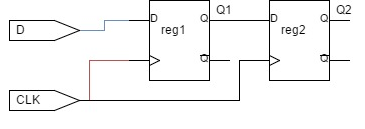 Q1 Q2
D D Q D Q
reg1 reg2
Q Q
CLK